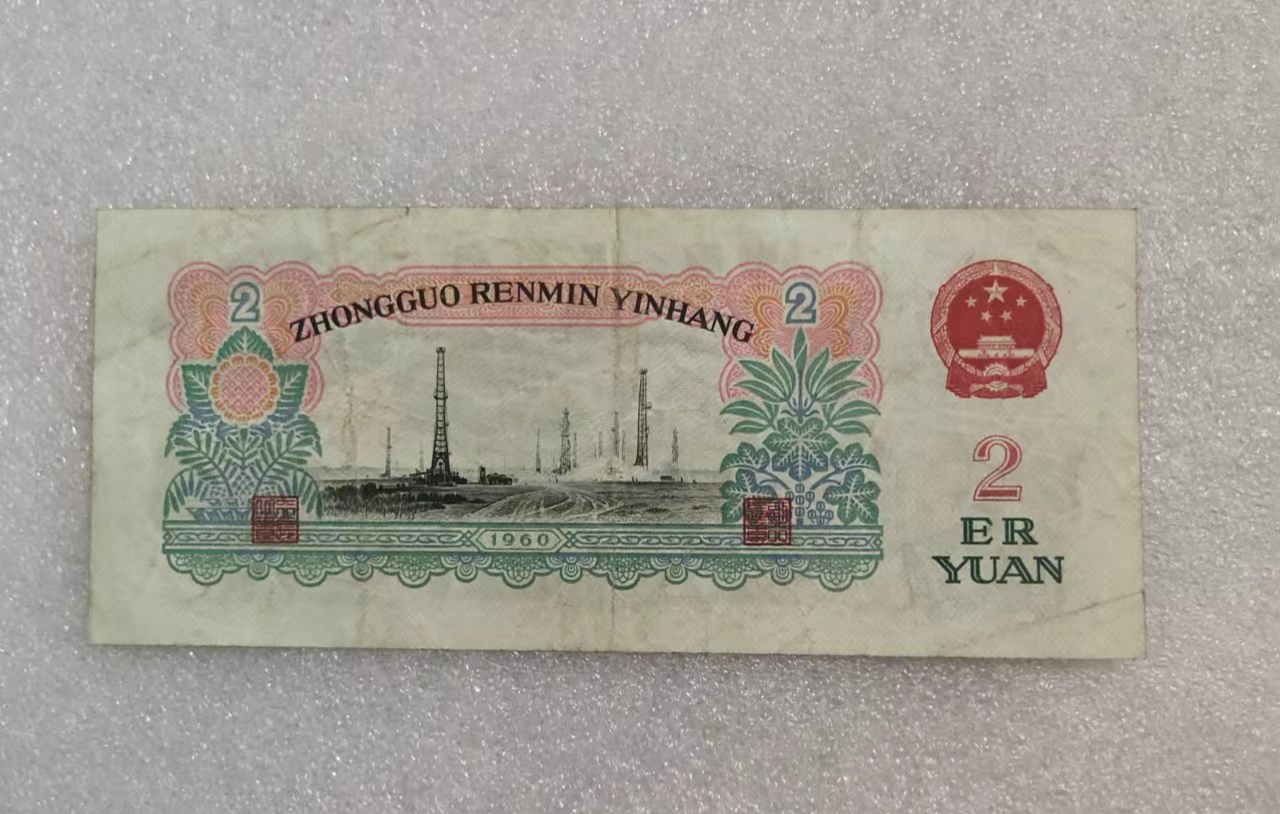 2
ZHONGGUO RENMIN YINHANG
2
1960
2
ER
YUAN